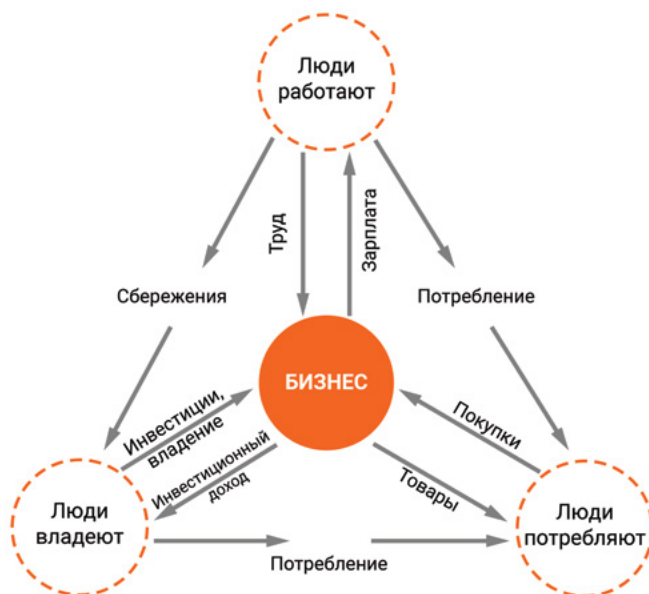 Люди
работают
Труд
Зарплата
Сбережения
Потребление
БИЗНЕС
Инвестиции,
владение
Покупки
Инвестиционный
доход
Товары
Люди
владеют
Люди
потребляют
Потребление